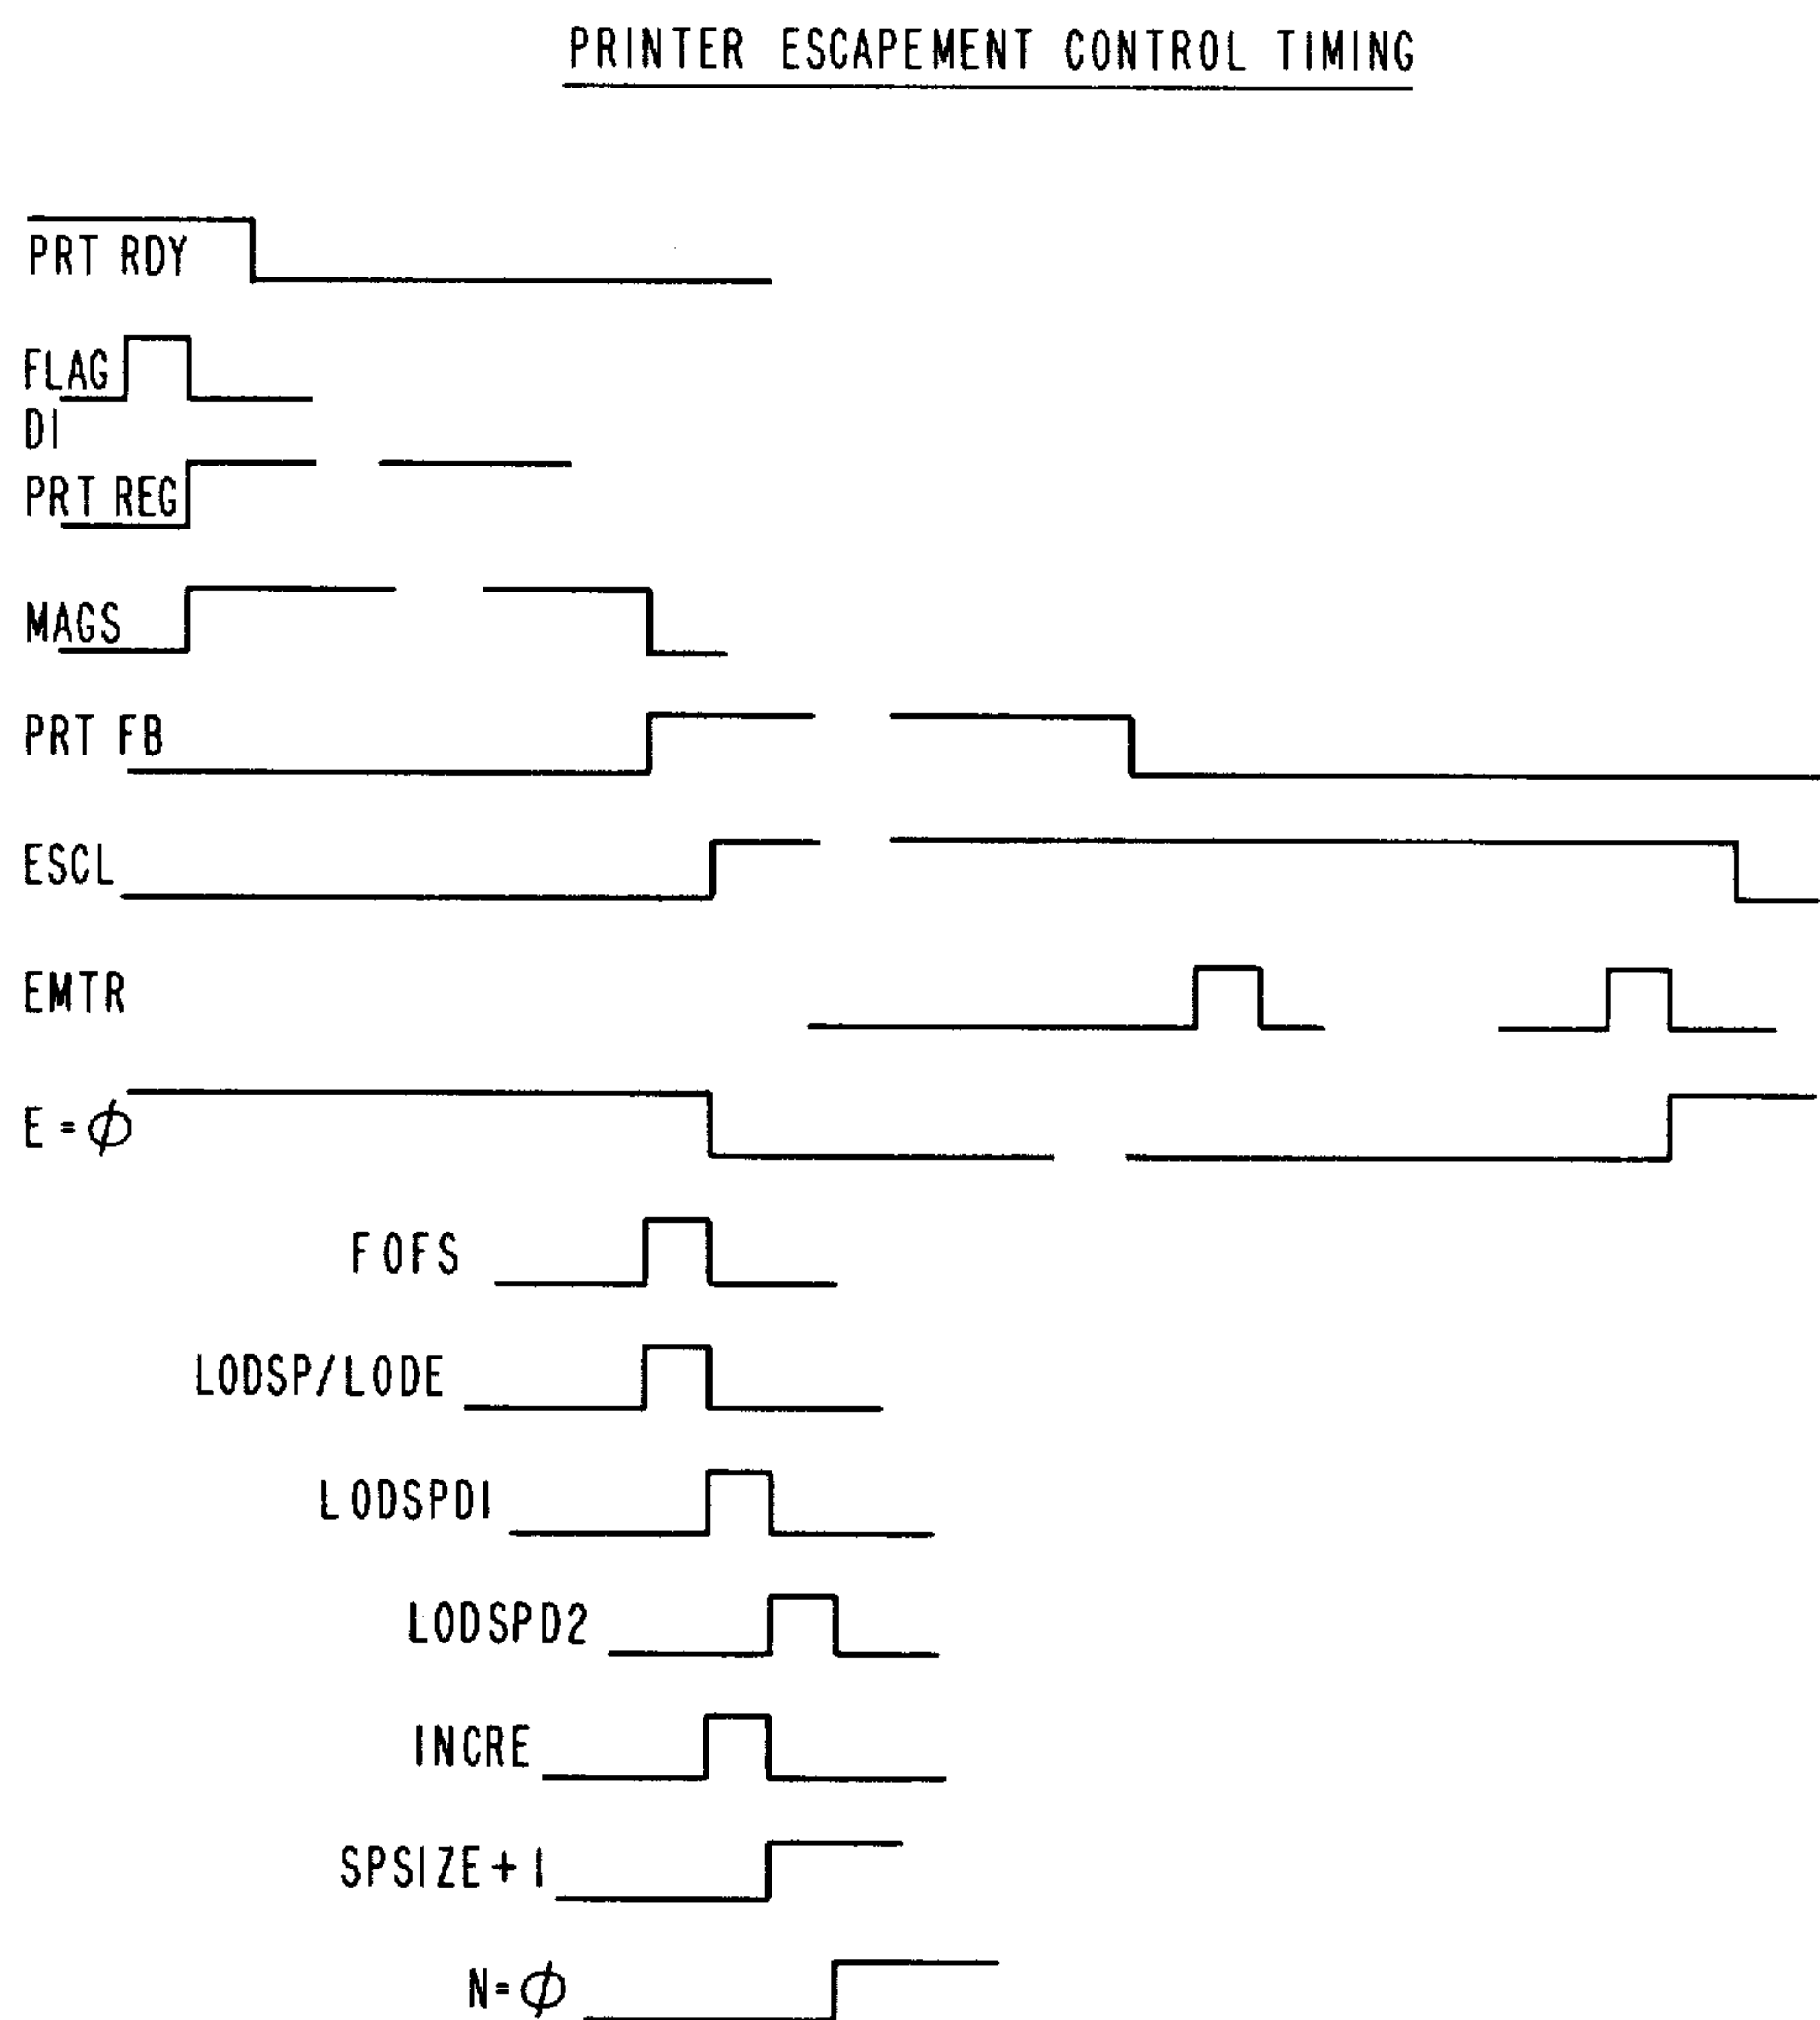 PRINTER ESCAPEMENT CONTROL TIMING
PRT RDY
FLAG
D1
PRT REG
MAGS
PRT FB
ESCL
EMTR
E = ϕ
FOFS
LODSP/LODE
LODSPD1
LODSPD2
INCRE
SPSIZE + 1
N = ϕ